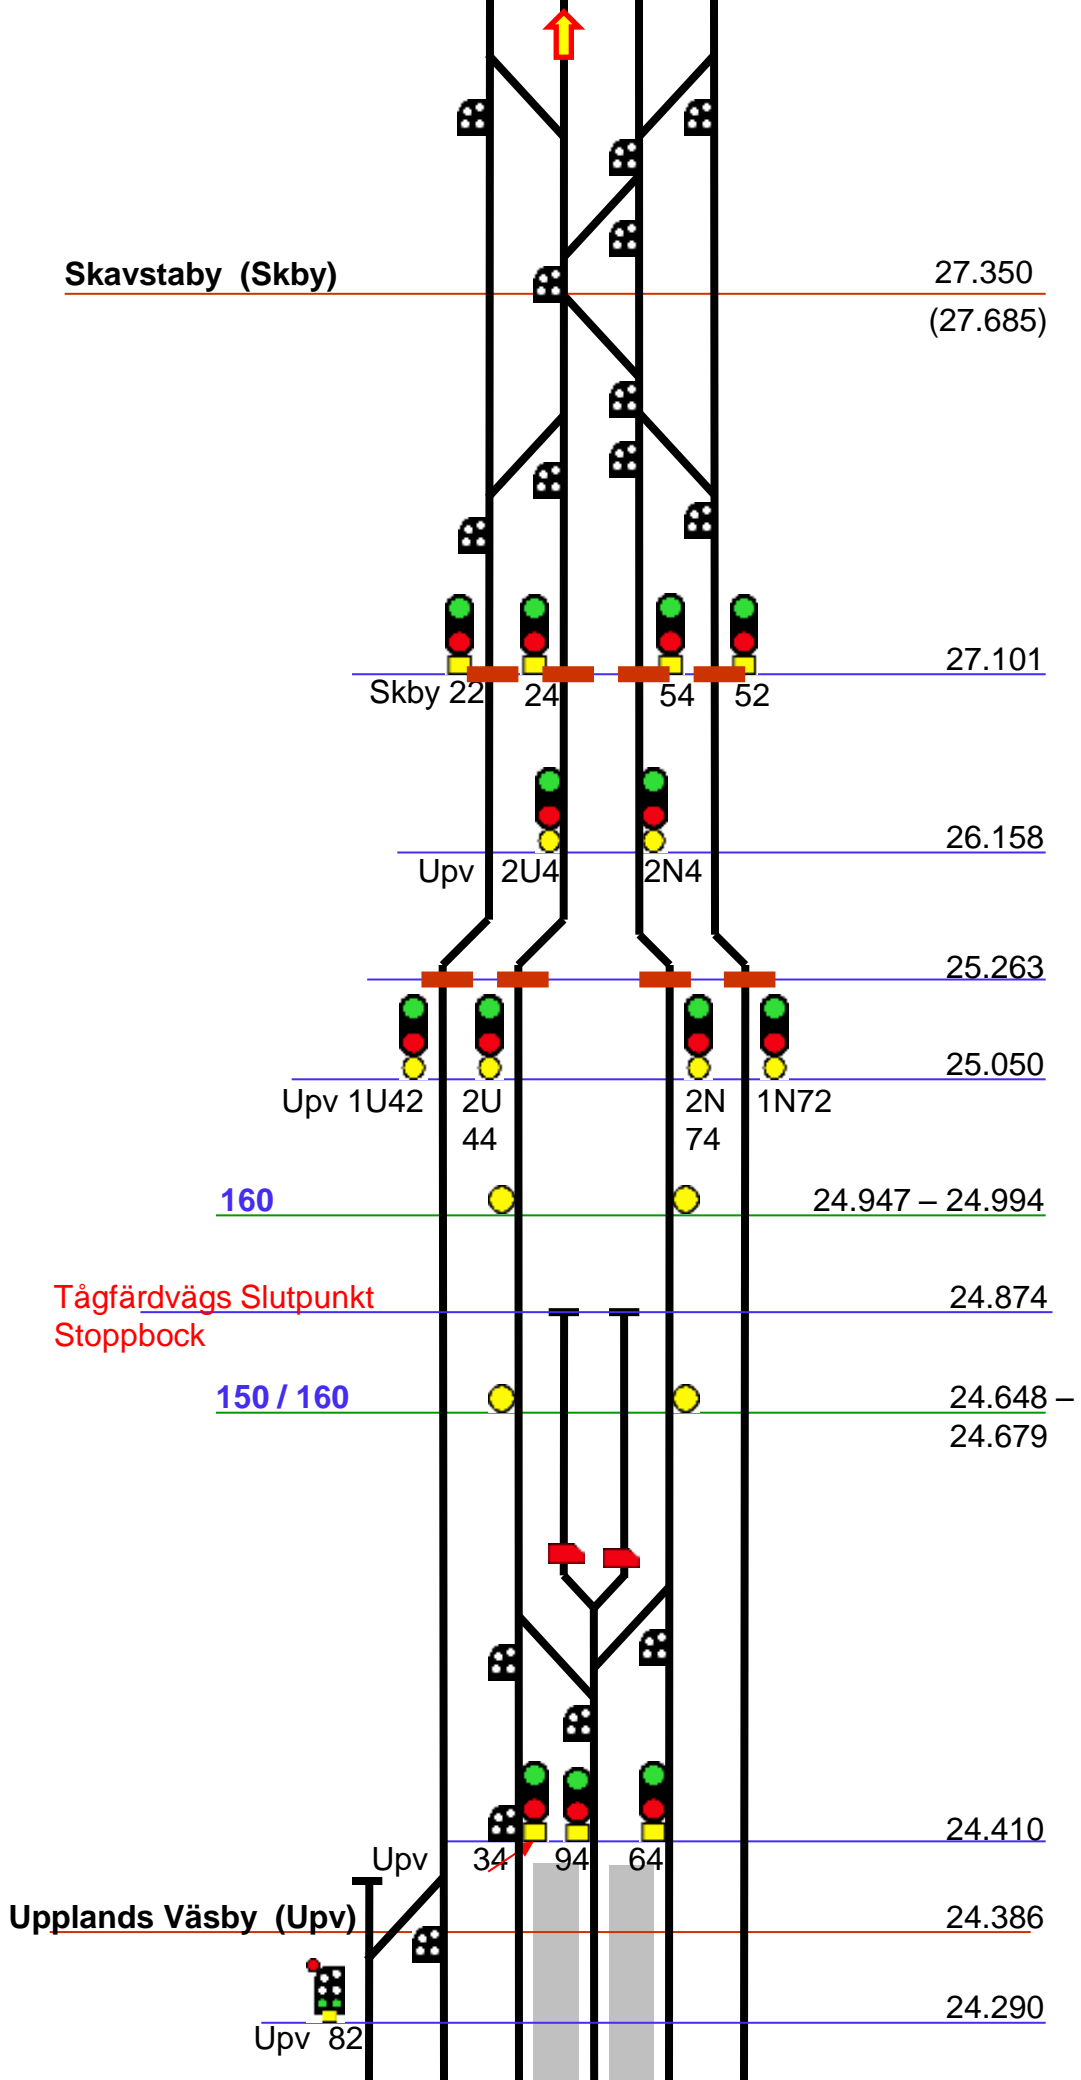 Skavstaby (Skby) 27.350
(27.685)
27.101
Skby 22 24 54 52
26.158
Upv 2U4 2N4
25.263
25.050
Upv 1U42 2U 2N 1N72
44 74
160 24.947 – 24.994
Tågfärdvägs Slutpunkt 24.874
Stoppbock
150 / 160 24.648 –
24.679
24.410
Upv 34 94 64
Upplands Väsby (Upv) 24.386
24.290
Upv 82